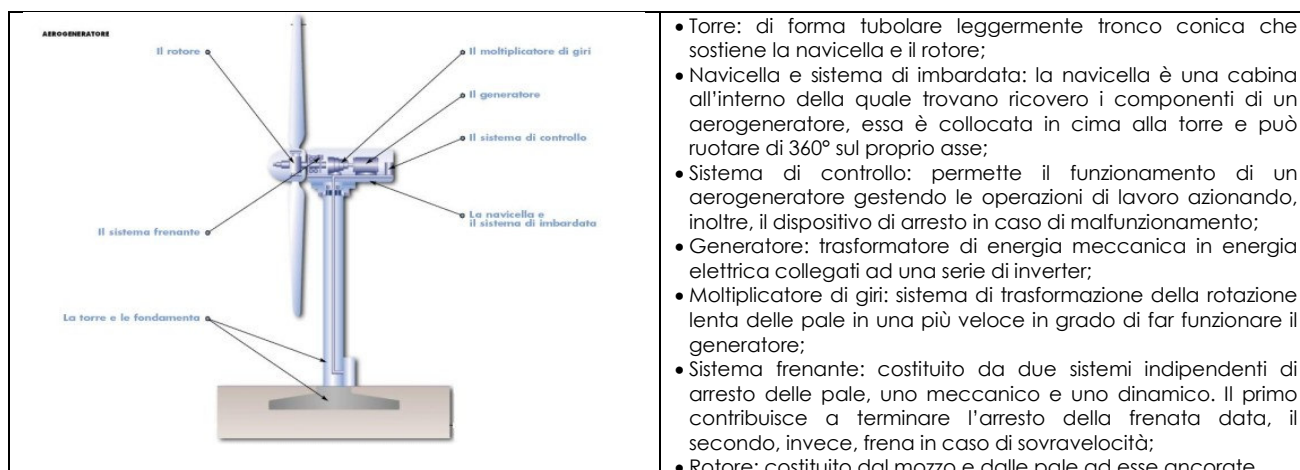 AEROGENERATORE
Il rotore
Il moltiplicatore di giri
Il generatore
Il sistema di controllo
La navicella e
il sistema di imbardata
Il sistema frenante
La torre e le fondamenta
• Torre: di forma tubolare leggermente tronco conica che
sostiene la navicella e il rotore;
• Navicella e sistema di imbardata: la navicella è una cabina
all’interno della quale trovano ricovero i componenti di un
aerogeneratore, essa è collocata in cima alla torre e può
ruotare di 360° sul proprio asse;
• Sistema di controllo: permette il funzionamento di un
aerogeneratore gestendo le operazioni di lavoro azionando,
inoltre, il dispositivo di arresto in caso di malfunzionamento;
• Generatore: trasformatore di energia meccanica in energia
elettrica collegati ad una serie di inverter;
• Moltiplicatore di giri: sistema di trasformazione della rotazione
lenta delle pale in una più veloce in grado di far funzionare il
generatore;
• Sistema frenante: costituito da due sistemi indipendenti di
arresto delle pale, uno meccanico e uno dinamico. Il primo
contribuisce a terminare l’arresto della frenata data, il
secondo, invece, frena in caso di sovravelocità;
• Rotore: costituito dal mozzo e dalle pale ad esse ancorate